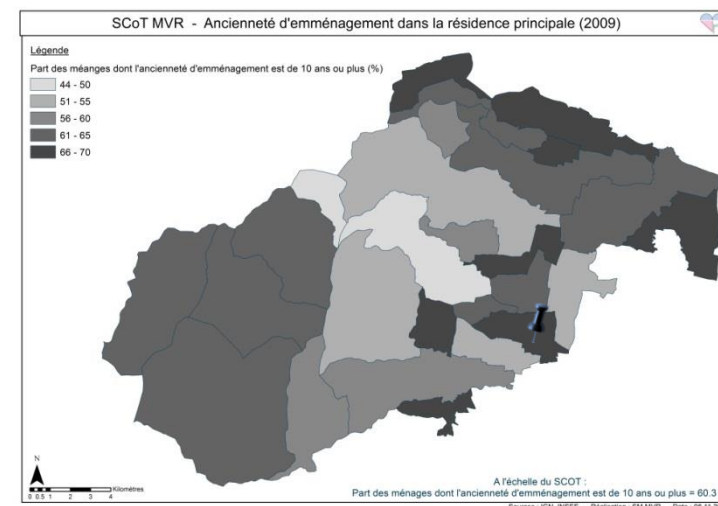 SCoT MVR - Ancienneté d'emménagement dans la résidence principale (2009)
Légende
Part des méanges dont l'ancienneté d'emménagement est de 10 ans ou plus (%)
44 - 50
51 - 55
56 - 60
61 - 65
66 - 70
N
0 0.5 1 2 3 4 Kilomètres
A l'échelle du SCOT :
Part des ménages dont l'ancienneté d'emménagement est de 10 ans ou plus = 60.3